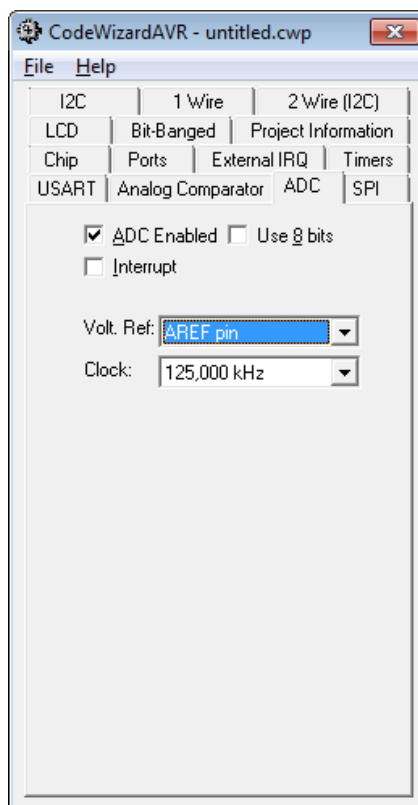 CodeWizardAVR - untitled.cwp
File Help
I2C 1 Wire 2 Wire (I2C)
LCD Bit-Banged Project Information
Chip Ports External IRQ Timers
USART Analog Comparator ADC SPI
ADC Enabled Use 8 bits
Interrupt
Volt. Ref: AREF pin
Clock: 125,000 kHz